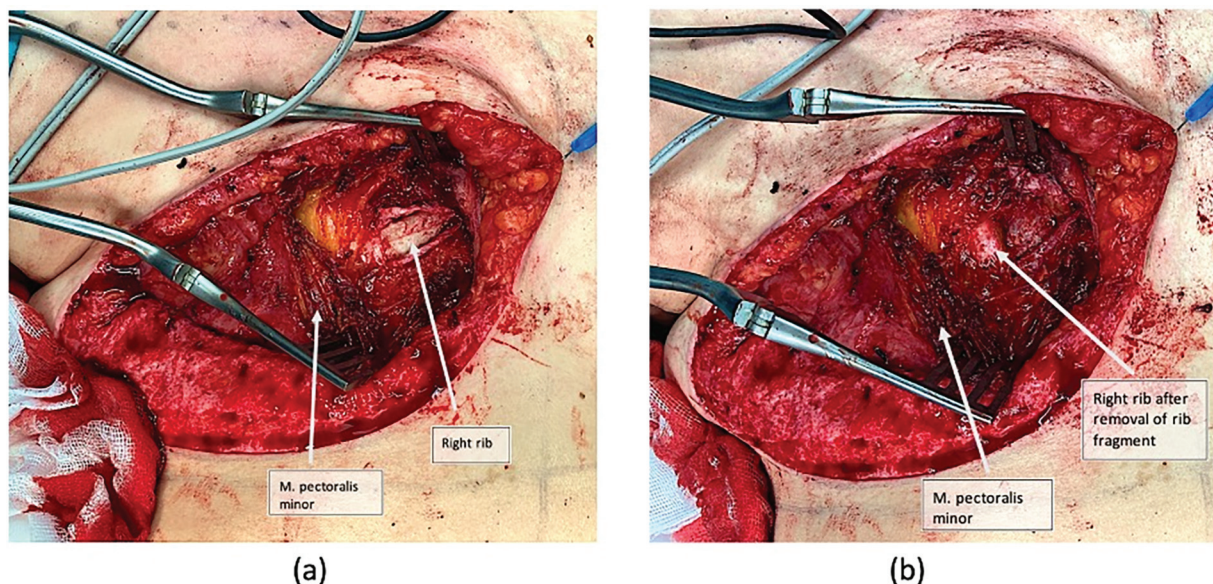 Right rib
M. pectoralis
minor
(a)
Right rib after
removal of rib
fragment
M. pectoralis
minor
(b)